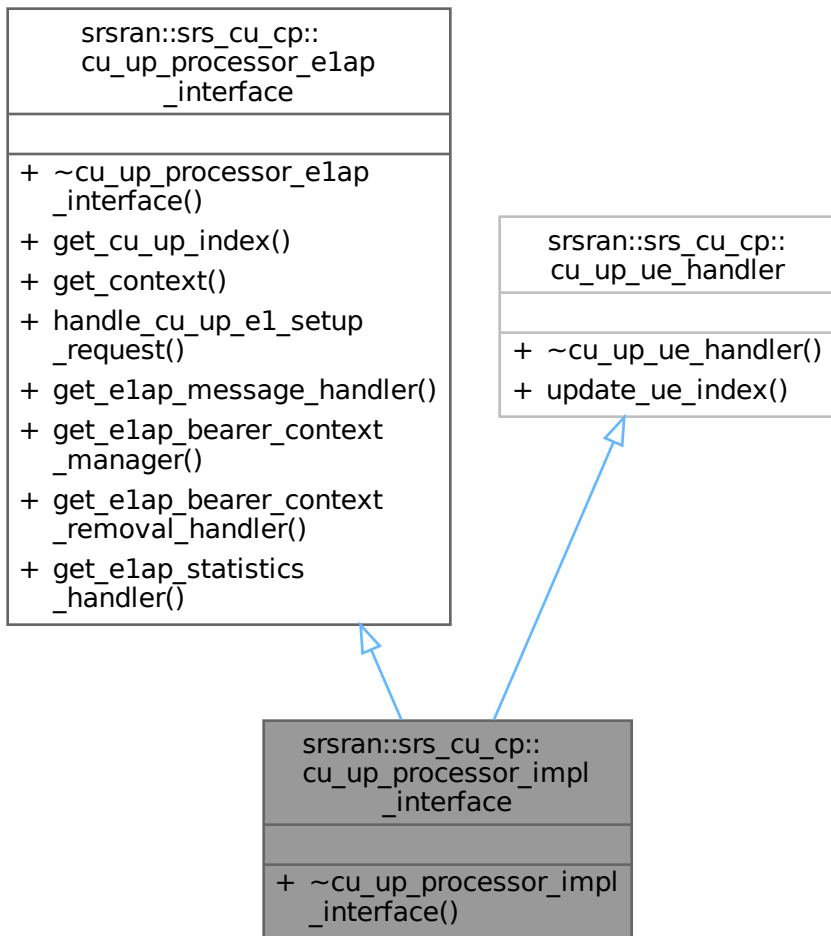 srsran::srs_cu_cp::
cu_up_processor_e1ap
_interface
+ ~cu_up_processor_e1ap
_interface()
+ get_cu_up_index()
+ get_context()
+ handle_cu_up_e1_setup
_request()
+ get_e1ap_message_handler()
+ get_e1ap_bearer_context
_manager()
+ get_e1ap_bearer_context
_removal_handler()
+ get_e1ap_statistics
_handler()
srsran::srs_cu_cp::
cu_up_ue_handler
+ ~cu_up_ue_handler()
+ update_ue_index()
srsran::srs_cu_cp::
cu_up_processor_impl
_interface
+ ~cu_up_processor_impl
_interface()